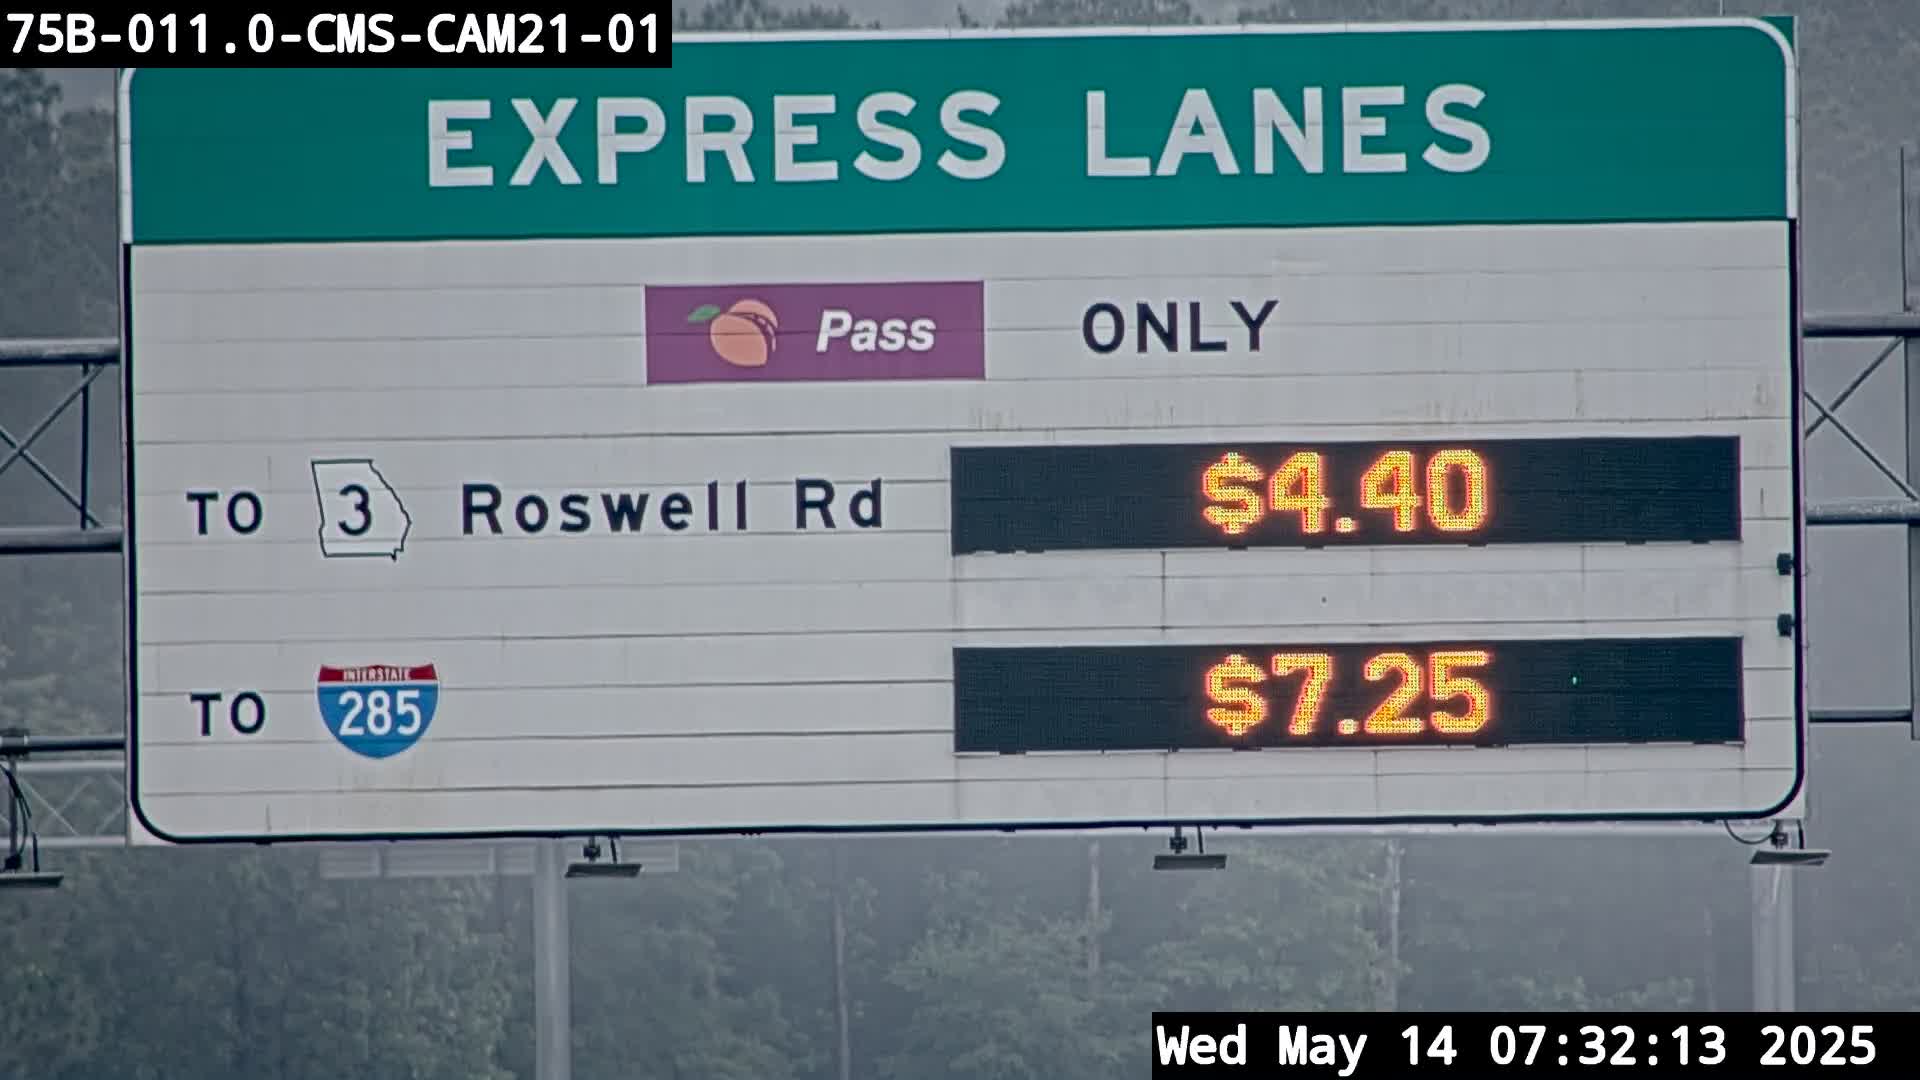 75B-011.0-CMS-CAM21-01
EXPRESS LANES
Pass ONLY
TO 3 Roswell Rd $4.40
TO INTERSTATE 285 $7.25
Wed May 14 07:32:13 2025